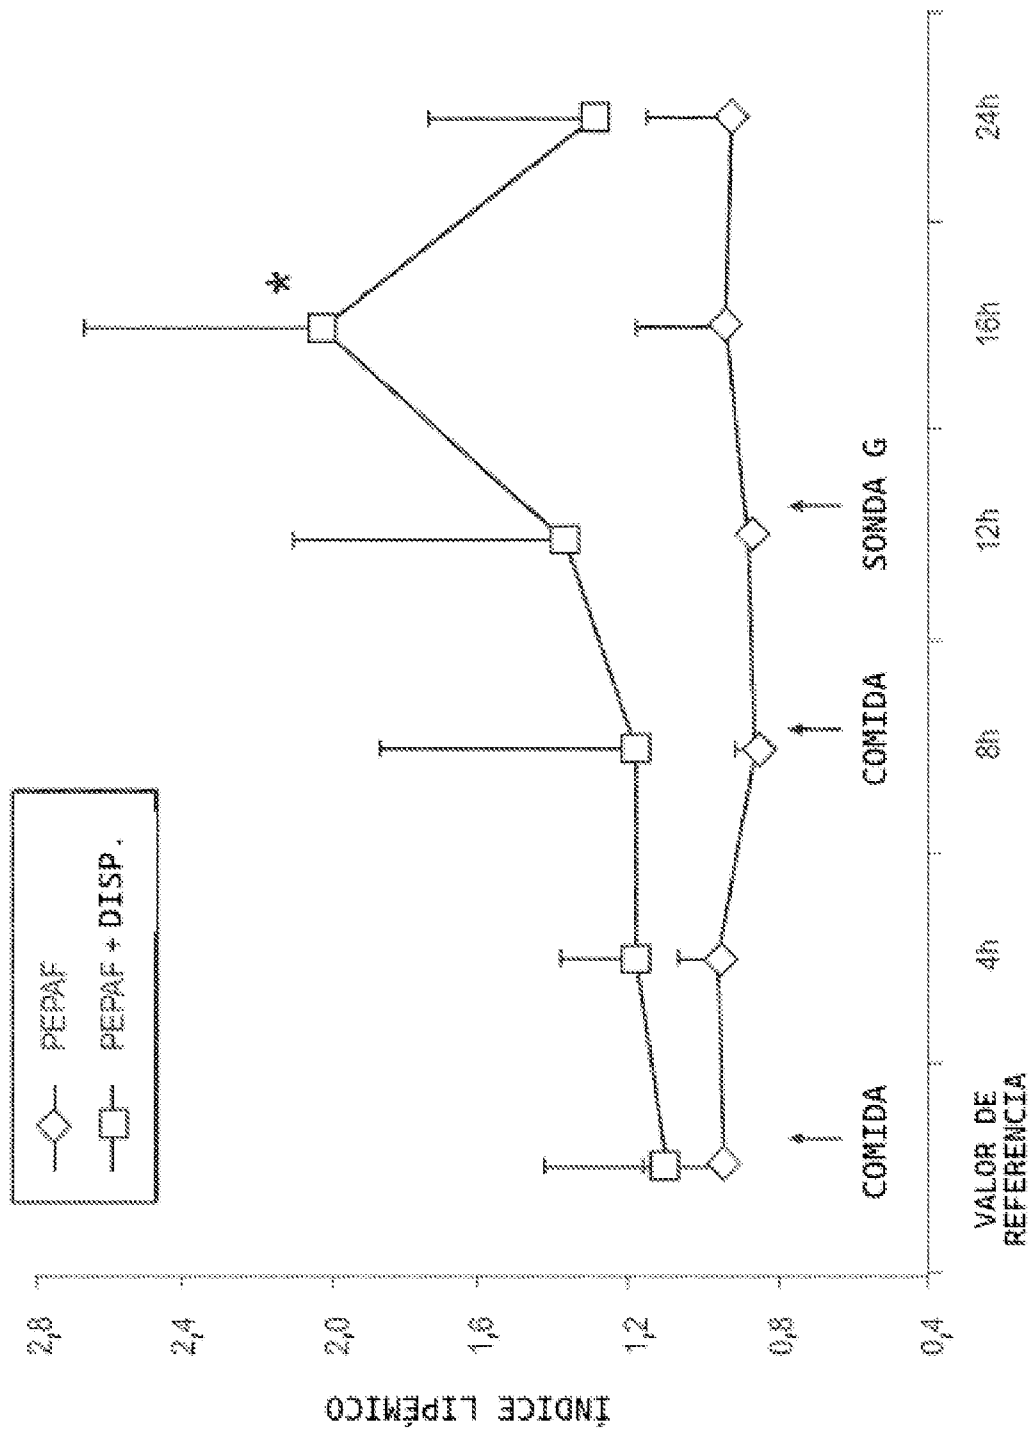 PEPAF
PEPAF + DISP.
ÍNDICE LIPÉMICO
2,8
2,4
2,0
1,6
1,2
0,8
0,4
*
COMIDA
COMIDA
SONDA G
VALOR DE
REFERENCIA
4h
8h
12h
16h
24h